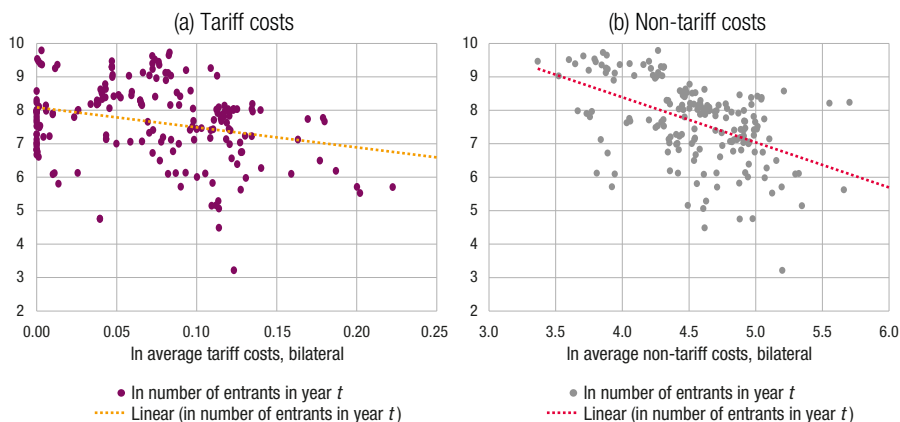 (a) Tariff costs
10
9
8
7
6
5
4
3
2
0.00 0.05 0.10 0.15 0.20 0.25
ln average tariff costs, bilateral
ln number of entrants in year t
Linear (ln number of entrants in year t)
(b) Non-tariff costs
10
9
8
7
6
5
4
3
2
3.0 3.5 4.0 4.5 5.0 5.5 6.0
ln average non-tariff costs, bilateral
ln number of entrants in year t
Linear (ln number of entrants in year t)